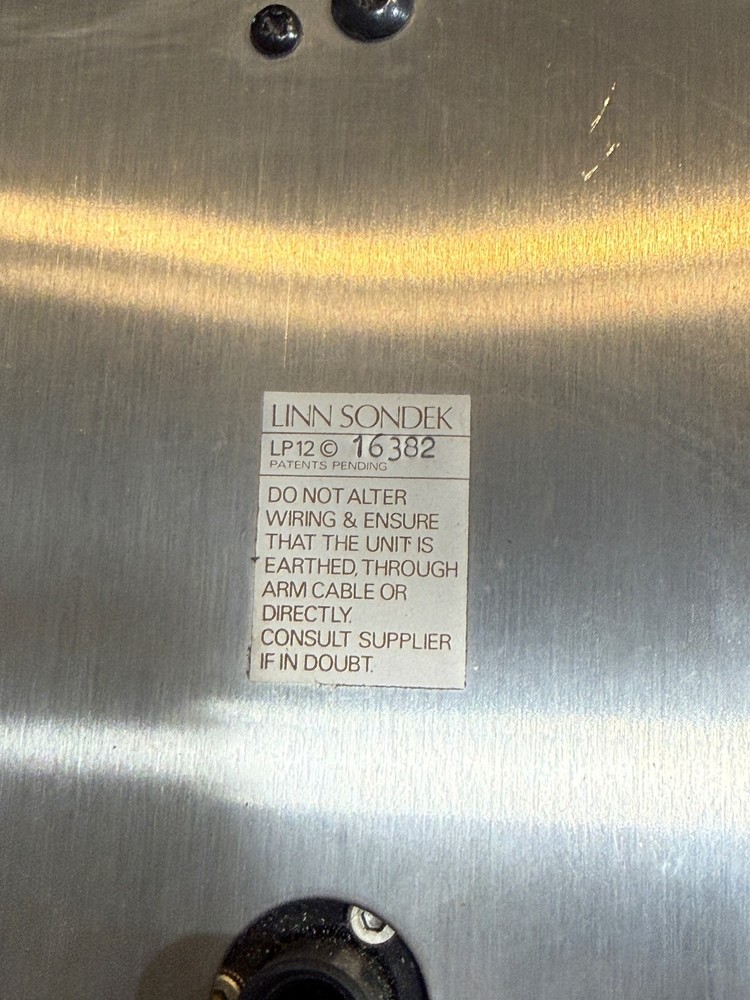 LINN SONDEK
LP12 © 16382
PATENTS PENDING
DO NOT ALTER
WIRING & ENSURE
THAT THE UNIT IS
EARTHED, THROUGH
ARM CABLE OR
DIRECTLY.
CONSULT SUPPLIER
IF IN DOUBT.